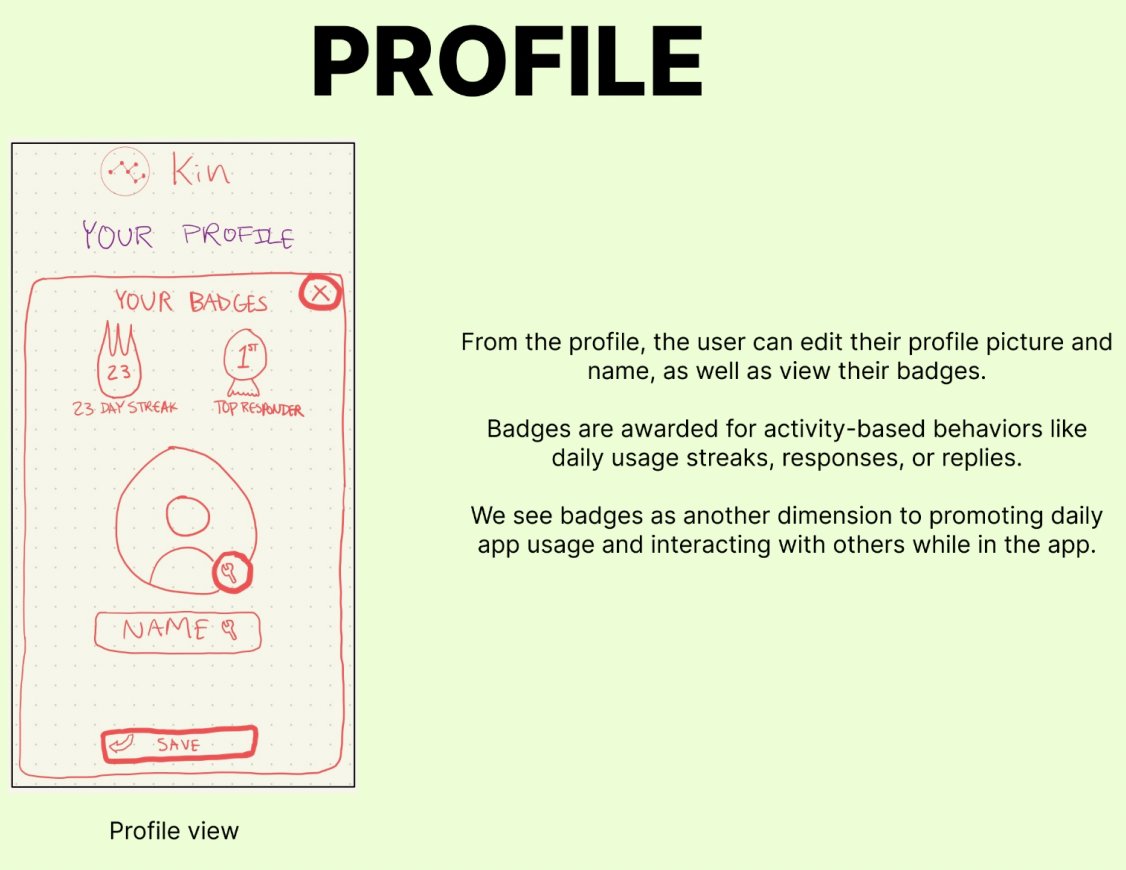 PROFILE
Kin
YOUR PROFILE
YOUR BADGES
X
23
1ST
23 DAY STREAK
TOP RESPONDER
NAME
SAVE
Profile view
From the profile, the user can edit their profile picture and
name, as well as view their badges.
Badges are awarded for activity-based behaviors like
daily usage streaks, responses, or replies.
We see badges as another dimension to promoting daily
app usage and interacting with others while in the app.